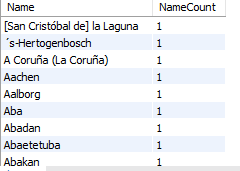 Name NameCount
[San Cristóbal de] la Laguna 1
´s-Hertogenbosch 1
A Coruña (La Coruña) 1
Aachen 1
Aalborg 1
Aba 1
Abadan 1
Abaetetuba 1
Abakan 1